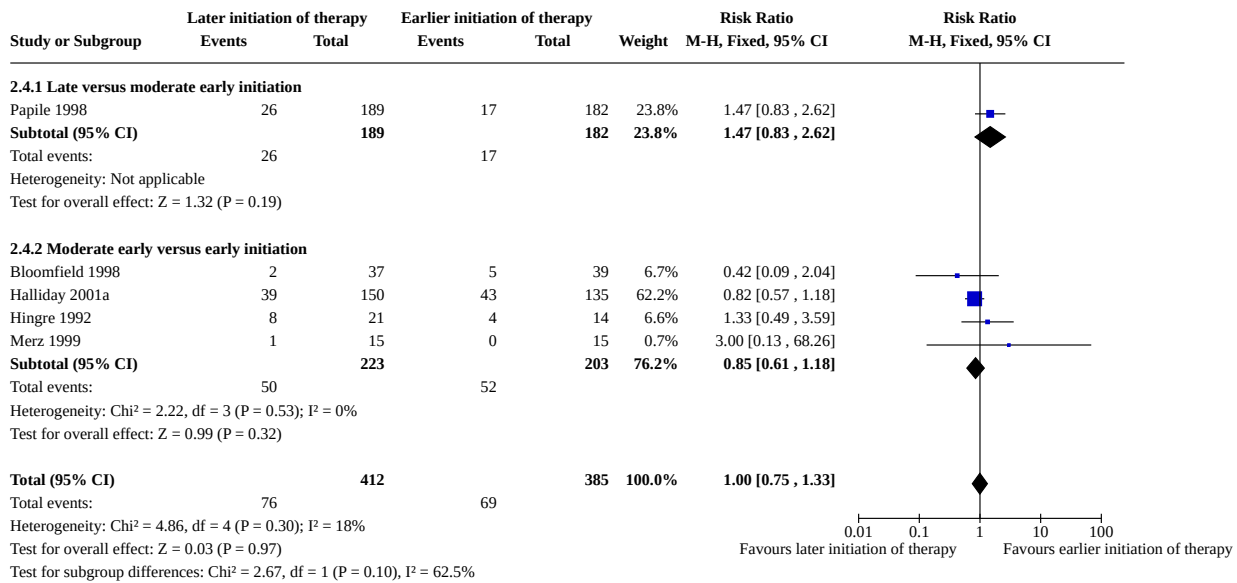 Later initiation of therapy Earlier initiation of therapy Risk Ratio Risk Ratio
Study or Subgroup Events Total Events Total Weight M-H, Fixed, 95% CI M-H, Fixed, 95% CI
2.4.1 Late versus moderate early initiation
Papile 1998 26 189 17 182 23.8% 1.47 [0.83 , 2.62]
Subtotal (95% CI) 189 182 23.8% 1.47 [0.83 , 2.62]
Total events: 26 17
Heterogeneity: Not applicable
Test for overall effect: Z = 1.32 (P = 0.19)
2.4.2 Moderate early versus early initiation
Bloomfield 1998 2 37 5 39 6.7% 0.42 [0.09 , 2.04]
Halliday 2001a 39 150 43 135 62.2% 0.82 [0.57 , 1.18]
Hingre 1992 8 21 4 14 6.6% 1.33 [0.49 , 3.59]
Merz 1999 1 15 0 15 0.7% 3.00 [0.13 , 68.26]
Subtotal (95% CI) 223 203 76.2% 0.85 [0.61 , 1.18]
Total events: 50 52
Heterogeneity: Chi² = 2.22, df = 3 (P = 0.53); I² = 0%
Test for overall effect: Z = 0.99 (P = 0.32)
Total (95% CI) 412 385 100.0% 1.00 [0.75 , 1.33]
Total events: 76 69
Heterogeneity: Chi² = 4.86, df = 4 (P = 0.30); I² = 18%
0.01 0.1 1 10 100
Test for overall effect: Z = 0.03 (P = 0.97) Favours later initiation of therapy Favours earlier initiation of therapy
Test for subgroup differences: Chi² = 2.67, df = 1 (P = 0.10), I² = 62.5%